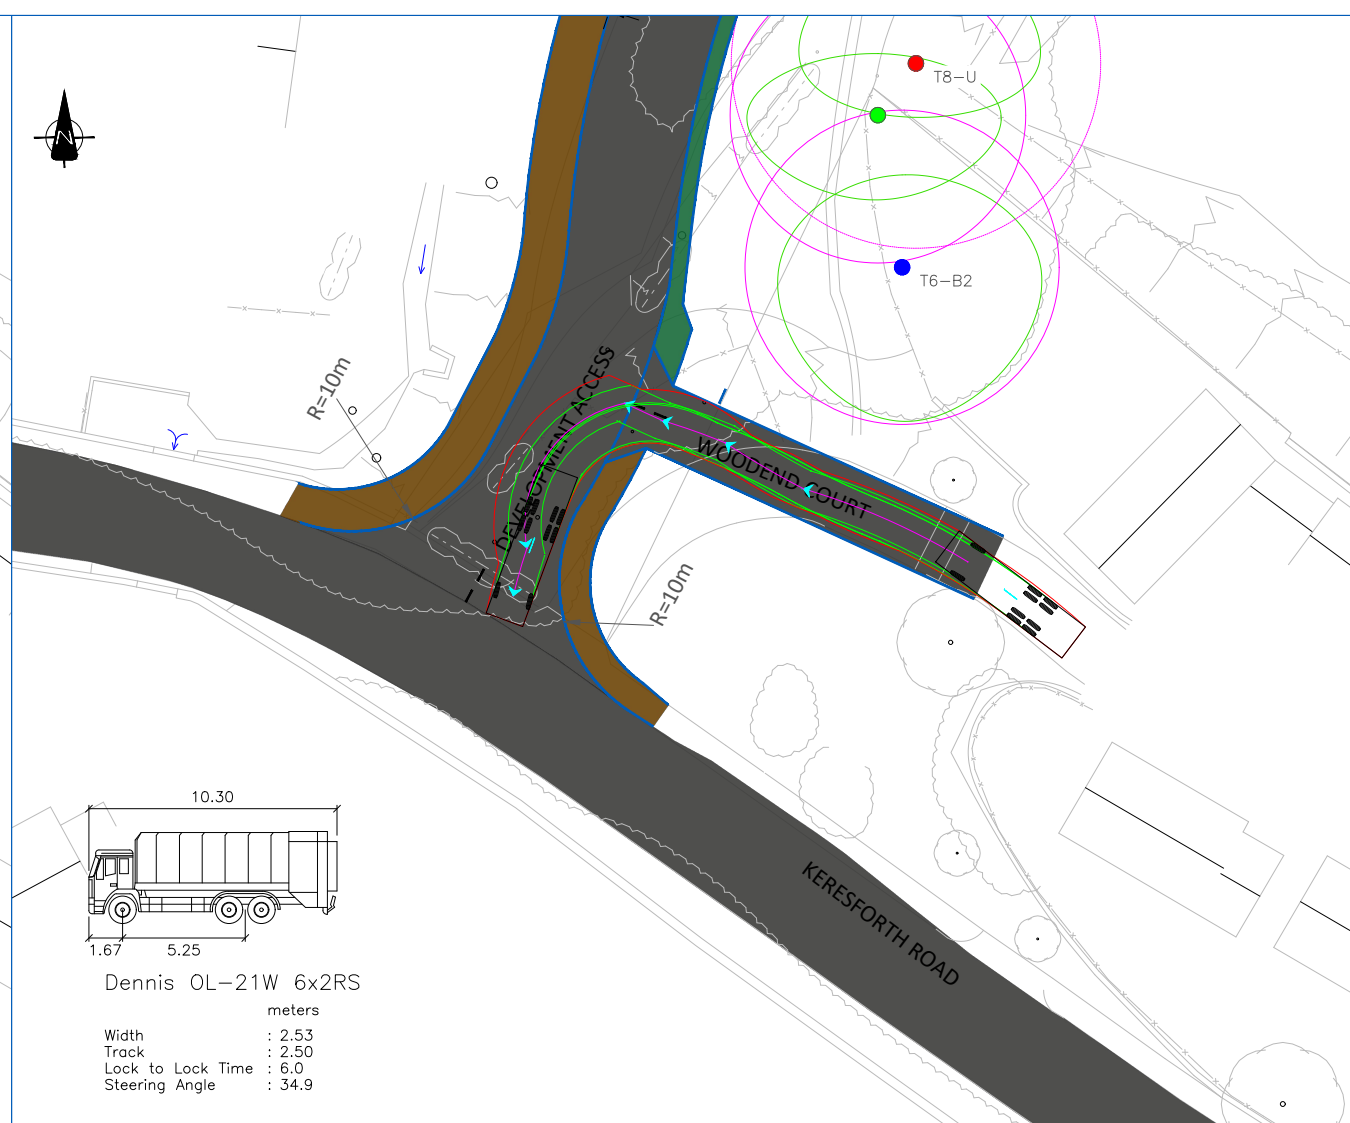 N
T8-U
T6-B2
R=10m
DEVELOPMENT ACCESS
WOODEND COURT
R=10m
KERESFORTH ROAD
10.30
1.67
5.25
Dennis OL-21W 6x2RS
meters
Width : 2.53
Track : 2.50
Lock to Lock Time : 6.0
Steering Angle : 34.9